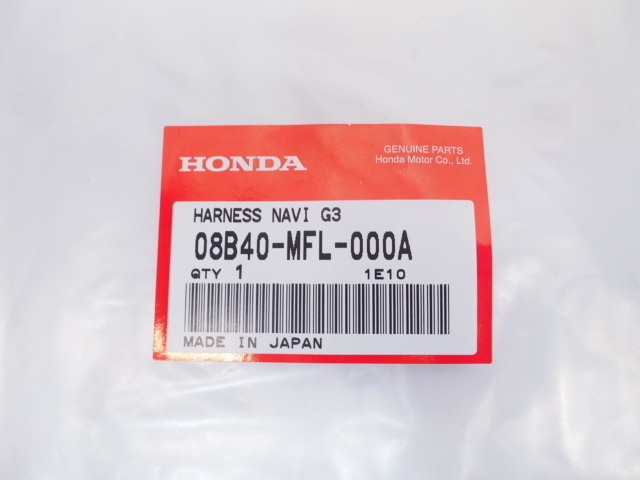 HONDA
GENUINE PARTS
Honda Motor Co., Ltd.
HARNESS NAVI G3
08B40-MFL-000A
QTY 1 1E10
MADE IN JAPAN